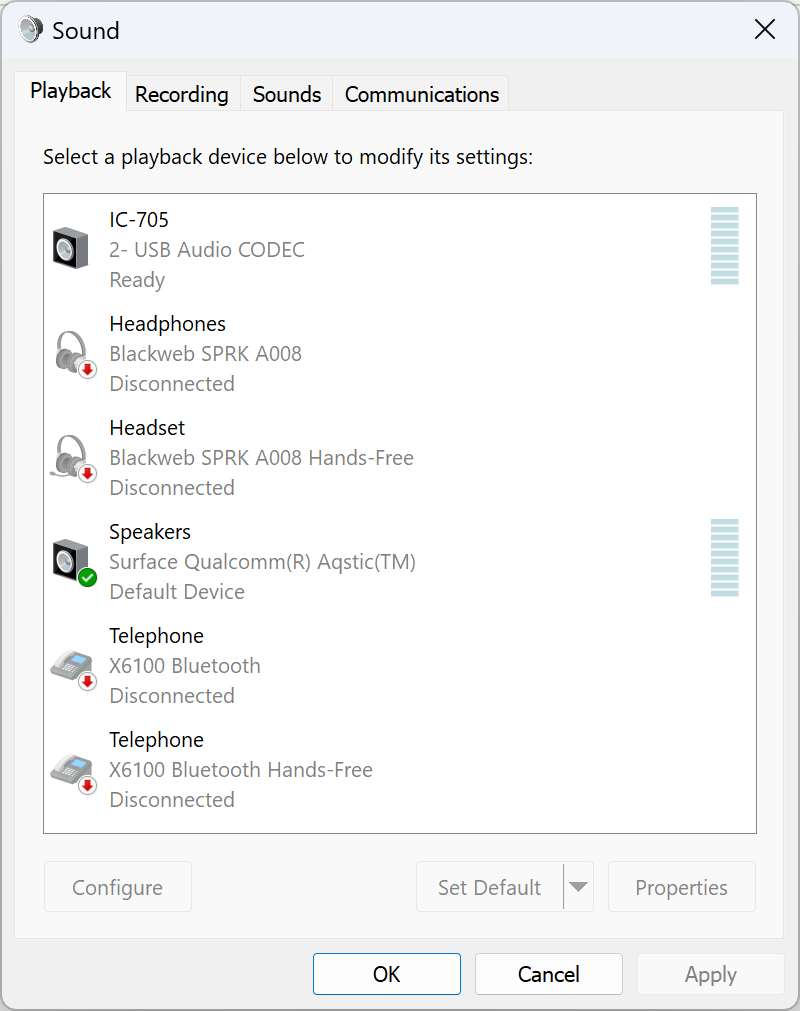 Sound
Playback
Recording
Sounds
Communications
Select a playback device below to modify its settings:
IC-705
2- USB Audio CODEC
Ready
Headphones
Blackweb SPRK A008
Disconnected
Headset
Blackweb SPRK A008 Hands-Free
Disconnected
Speakers
Surface Qualcomm(R) Aqstic(TM)
Default Device
Telephone
X6100 Bluetooth
Disconnected
Telephone
X6100 Bluetooth Hands-Free
Disconnected
Configure
Set Default
Properties
OK
Cancel
Apply